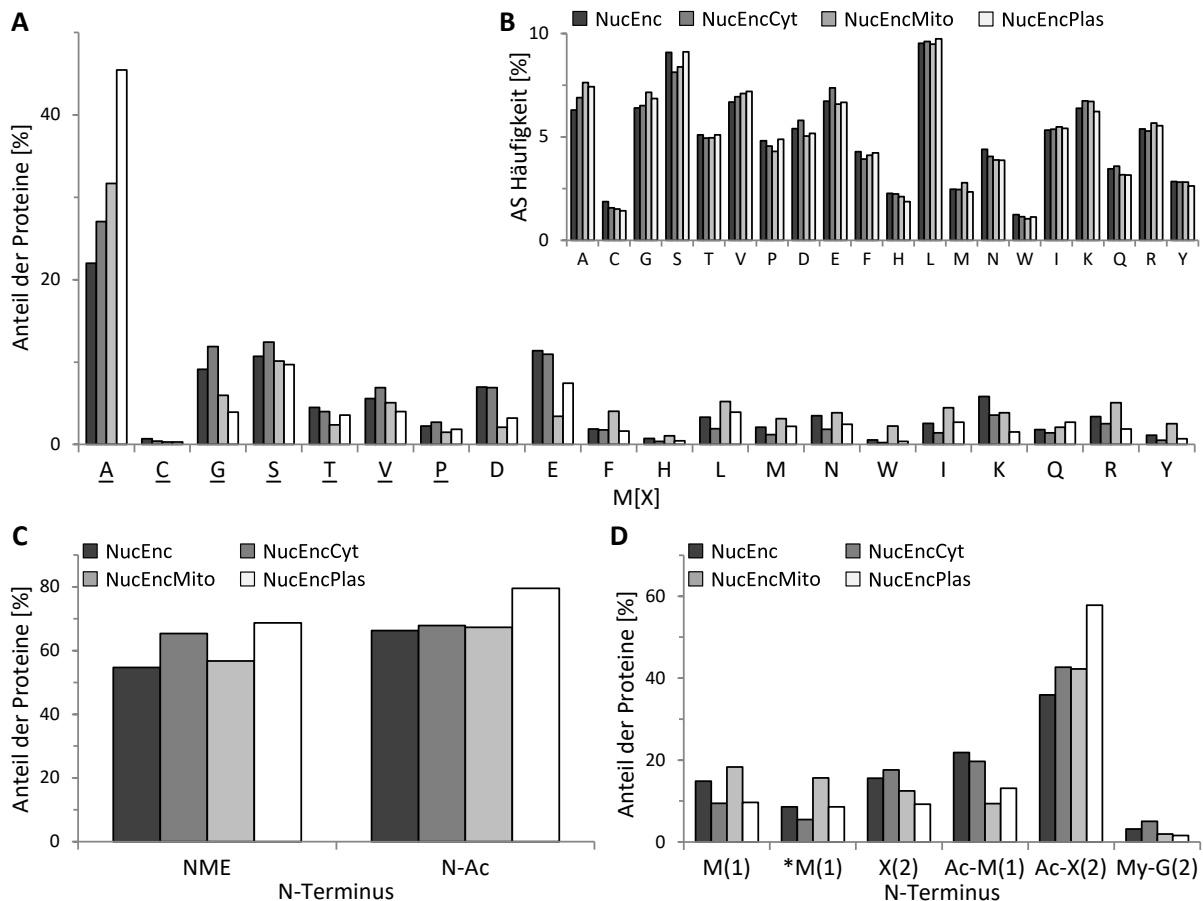 A
Anteil der Proteine [%]
40
20
0
A C G S T V P D E F H L M N W I K Q R Y
M[X]
B
NucEnc NucEncCyt NucEncMito NucEncPlas
AS Häufigkeit [%]
10
5
0
A C G S T V P D E F H L M N W I K Q R Y
C
NucEnc NucEncCyt
NucEncMito NucEncPlas
Anteil der Proteine [%]
80
60
40
20
0
NME N-Ac
N-Terminus
D
NucEnc NucEncCyt
NucEncMito NucEncPlas
Anteil der Proteine [%]
60
40
20
0
M(1) *M(1) X(2) Ac-M(1) Ac-X(2) My-G(2)
N-Terminus